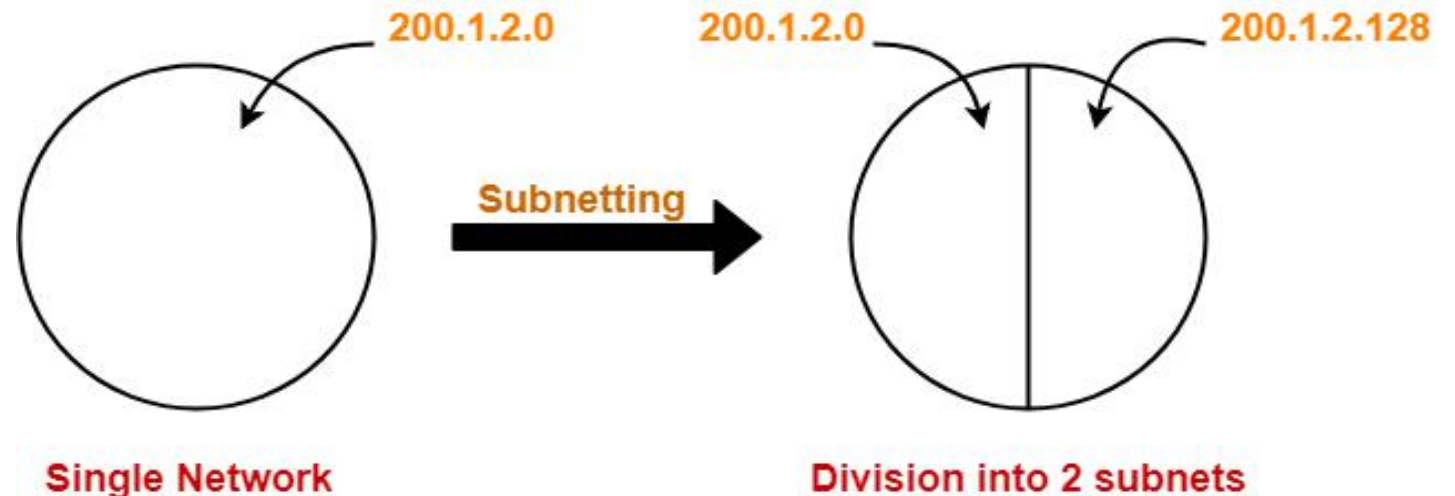 200.1.2.0
200.1.2.0
200.1.2.128
Subnetting
Single Network
Division into 2 subnets